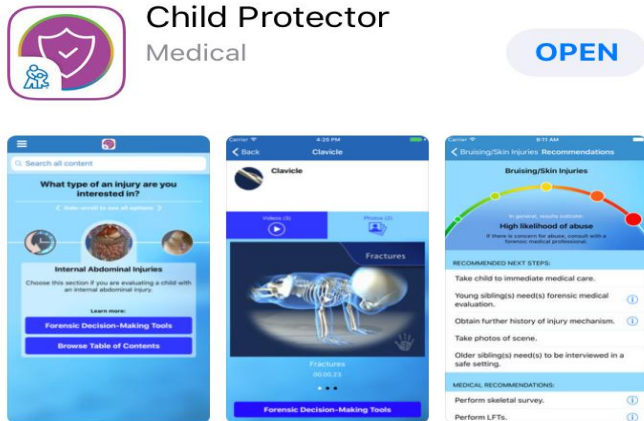 Child Protector
Medical
OPEN
Search all content
What type of an injury are you
interested in?
< Side-scroll to see all options >
Internal Abdominal Injuries
Choose this section if you are evaluating a child with
an internal abdominal injury.
Learn more:
Forensic Decision-Making Tools
Browse Table of Contents
Carrier
4:25 PM
Back
Clavicle
Clavicle
Videos (3)
Photos (2)
Fractures
Fractures
00:00:23
Forensic Decision-Making Tools
Carrier
9:11 AM
Bruising/Skin Injuries Recommendations
Bruising/Skin Injuries
In general, results indicate:
High likelihood of abuse
If there is concern for abuse, consult with a
forensic medical professional.
RECOMMENDED NEXT STEPS:
Take child to immediate medical care.
Young sibling(s) need(s) forensic medical
evaluation.
Obtain further history of injury mechanism.
Take photos of scene.
Older sibling(s) need(s) to be interviewed in a
safe setting.
MEDICAL RECOMMENDATIONS:
Perform skeletal survey.
Perform LFTs.